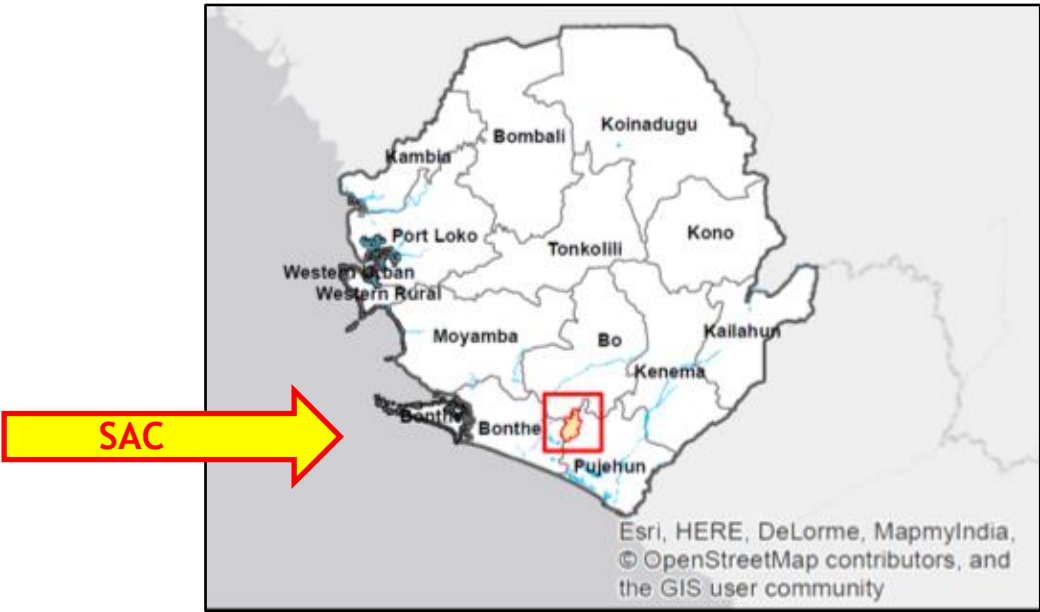 Koinadugu
Bombali
Kambia
Kono
Port Loko
Tonkolili
Western Urban
Western Rural
Kailahun
Moyamba
Bo
Kenema
Bonthe
Bonthe
SAC
Pujehun
Esri, HERE, DeLorme, MapmyIndia,
© OpenStreetMap contributors, and
the GIS user community